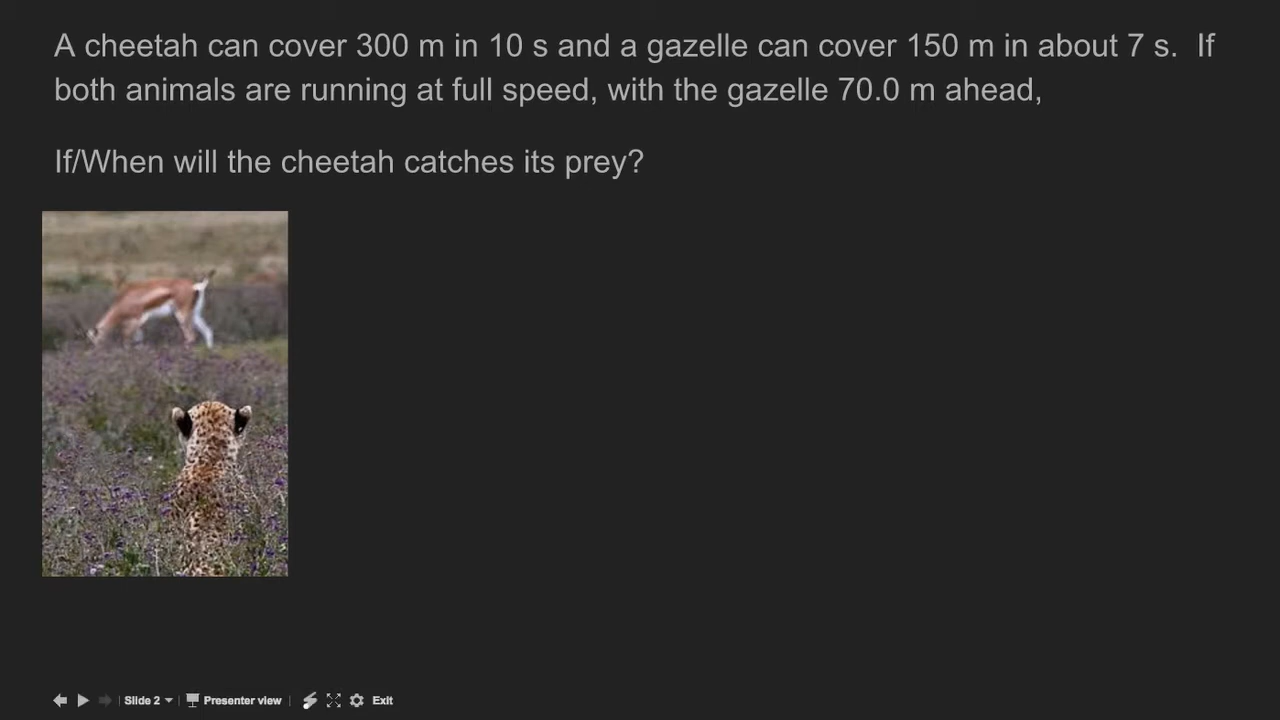 A cheetah can cover 300 m in 10 s and a gazelle can cover 150 m in about 7 s.  If
both animals are running at full speed, with the gazelle 70.0 m ahead,
If/When will the cheetah catches its prey?
Slide 2 Presenter view Exit